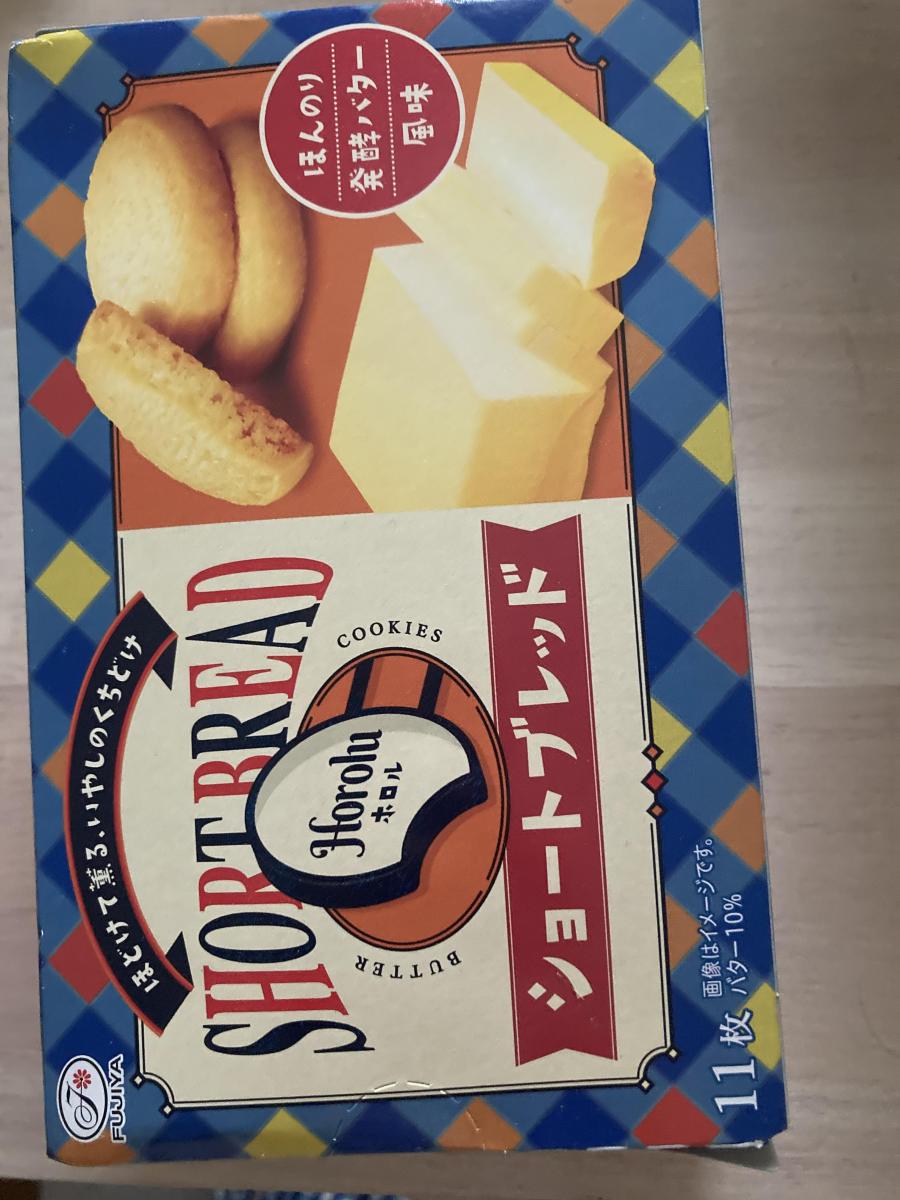 FUJIYA
ほどけて薫る、いやしのくちどけ
SHORTBREAD
BUTTER
COOKIES
Horolu
ホロル
ショートブレッド
ほんのり
発酵バター
風味
11枚
画像はイメージです。
バター10%